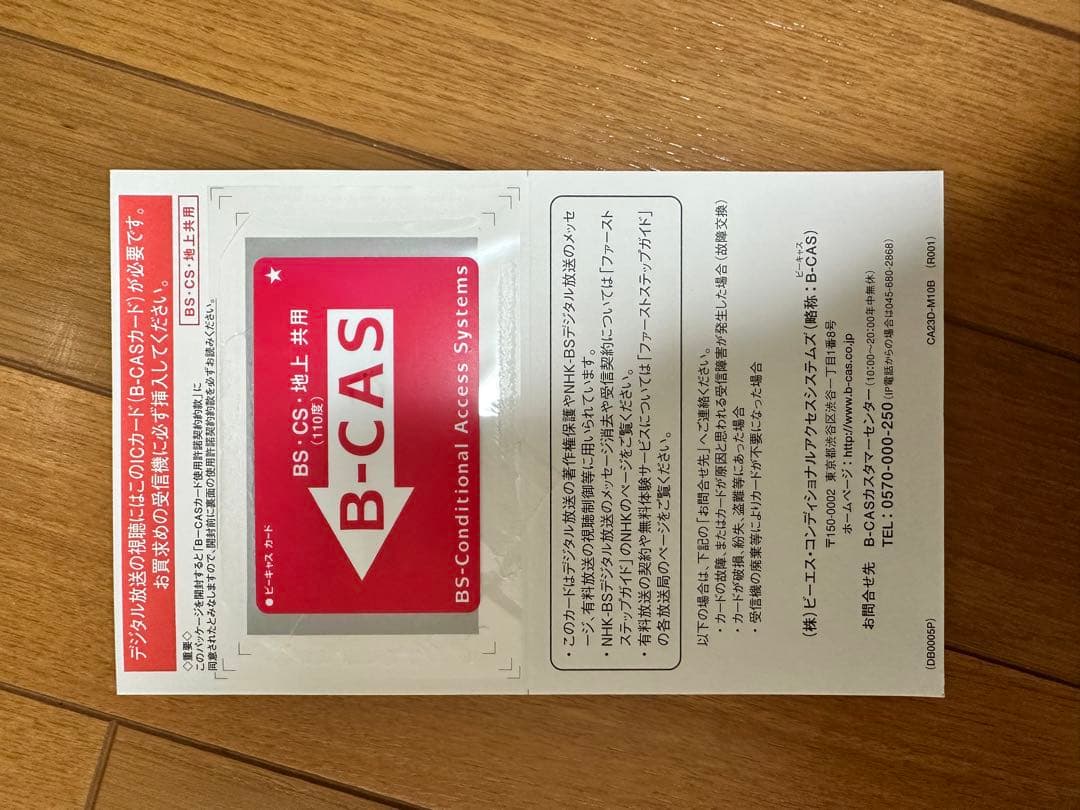 デジタル放送の視聴にはこのICカード(B-CASカード)が必要です。
お買求めの受信機に必ず挿入してください。
◇重要◇
このパッケージを開封すると「B-CASカード使用許諾契約約款」に
同意されたとみなしますので、開封前に裏面の使用許諾契約約款を必ずお読みください。
BS・CS・地上共用
●ビーキャス カード
★
BS・CS・地上 共用
(110度)
B-CAS
BS-Conditional Access Systems
・このカードはデジタル放送の著作権保護やNHK-BSデジタル放送のメッセ
ージ、有料放送の視聴制御等に用いられています。
・NHK-BSデジタル放送のメッセージ消去や受信契約については「ファースト
ステップガイド」のNHKのページをご覧ください。
・有料放送の契約や無料体験サービスについては「ファーストステップガイド」
の各放送局のページをご覧ください。
以下の場合は、下記の「お問合せ先」へご連絡ください。
・カードの故障、またはカードが原因と思われる受信障害が発生した場合(故障交換)
・カードが破損、紛失、盗難等にあった場合
・受信機の廃棄等によりカードが不要になった場合
(株)ビーエス・コンディショナルアクセスシステムズ(略称:B-CAS)
ビーキャス
〒150-0002 東京都渋谷区渋谷一丁目1番8号
ホームページ:http://www.b-cas.co.jp
お問合せ先 B-CASカスタマーセンター(10:00〜20:00年中無休)
TEL:0570-000-250(IP電話からの場合は045-680-2868)
(DB0005P)
CA23D-M10B (R001)